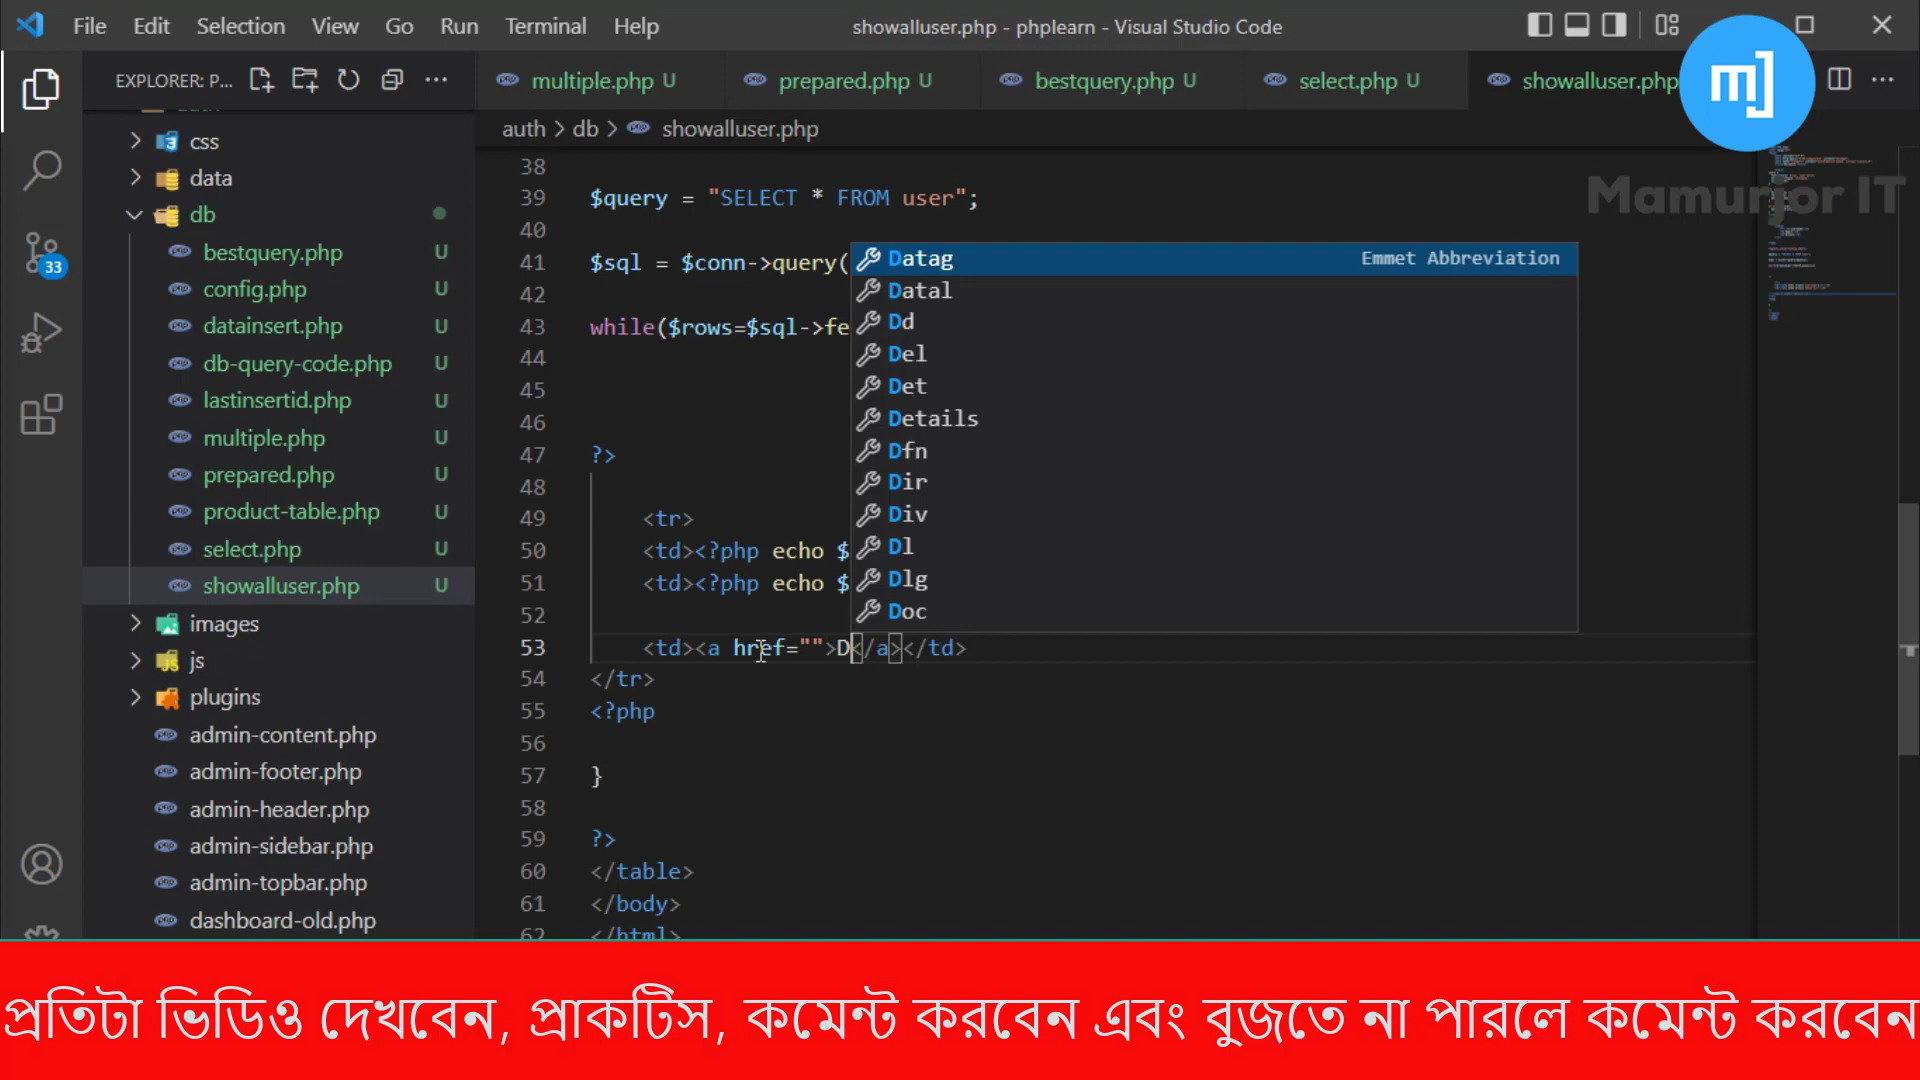 File Edit Selection View Go Run Terminal Help
showalluser.php - phplearn - Visual Studio Code
EXPLORER: P...
multiple.php U
prepared.php U
bestquery.php U
select.php U
showalluser.php
auth > db > showalluser.php
css
data
db
bestquery.php U
config.php U
datainsert.php U
db-query-code.php U
lastinsertid.php U
multiple.php U
prepared.php U
product-table.php U
select.php U
showalluser.php U
images
js
plugins
admin-content.php
admin-footer.php
admin-header.php
admin-sidebar.php
admin-topbar.php
dashboard-old.php
33
38
39 $query = "SELECT * FROM user";
40
41 $sql = $conn->query(
42
43 while($rows=$sql->fe
44
45
46
47 ?>
48
49 <tr>
50 <td><?php echo $
51 <td><?php echo $
52
53 <td><a href="">D</a></td>
54 </tr>
55 <?php
56
57 }
58
59 ?>
60 </table>
61 </body>
62 </html>
Datag Emmet Abbreviation
Datal
Dd
Del
Det
Details
Dfn
Dir
Div
Dl
Dlg
Doc
Mamurjor IT
প্রতিটা ভিডিও দেখবেন, প্রাকটিস, কমেন্ট করবেন এবং বুজতে না পারলে কমেন্ট করবেন